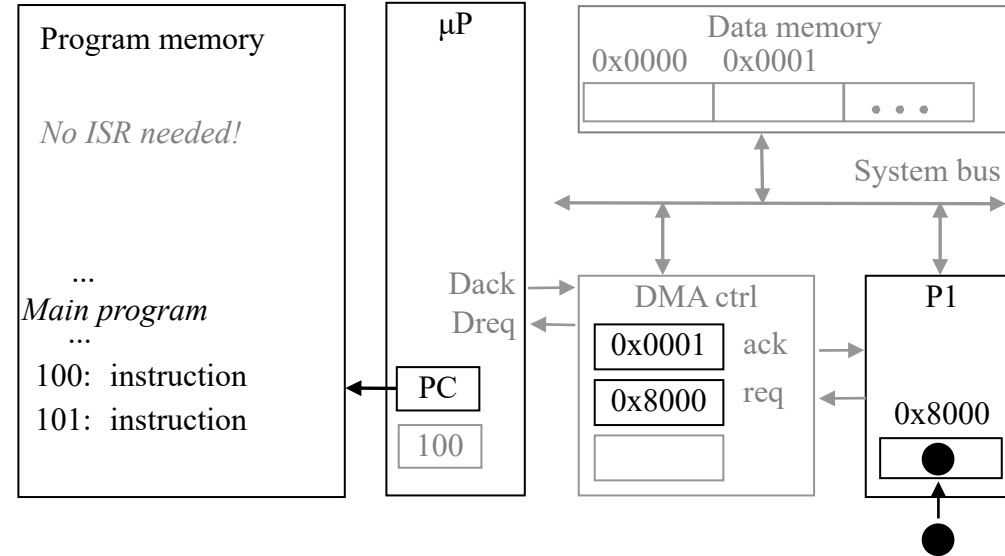 Program memory
No ISR needed!
...
Main program
...
100: instruction
101: instruction
μP
Dack
Dreq
PC
100
Data memory
0x0000 0x0001
...
System bus
DMA ctrl
0x0001 ack
0x8000 req
P1
0x8000